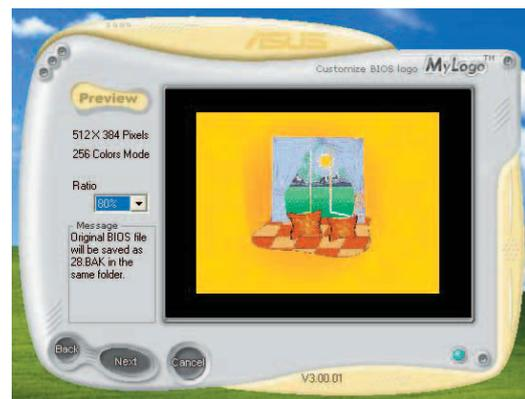 ASUS
Customize BIOS logo MyLogo™
Preview
512 X 384 Pixels
256 Colors Mode
Ratio
80%
Message
Original BIOS file
will be saved as
28.BAK in the
same folder.
Back
Next
Cancel
V3.00.01